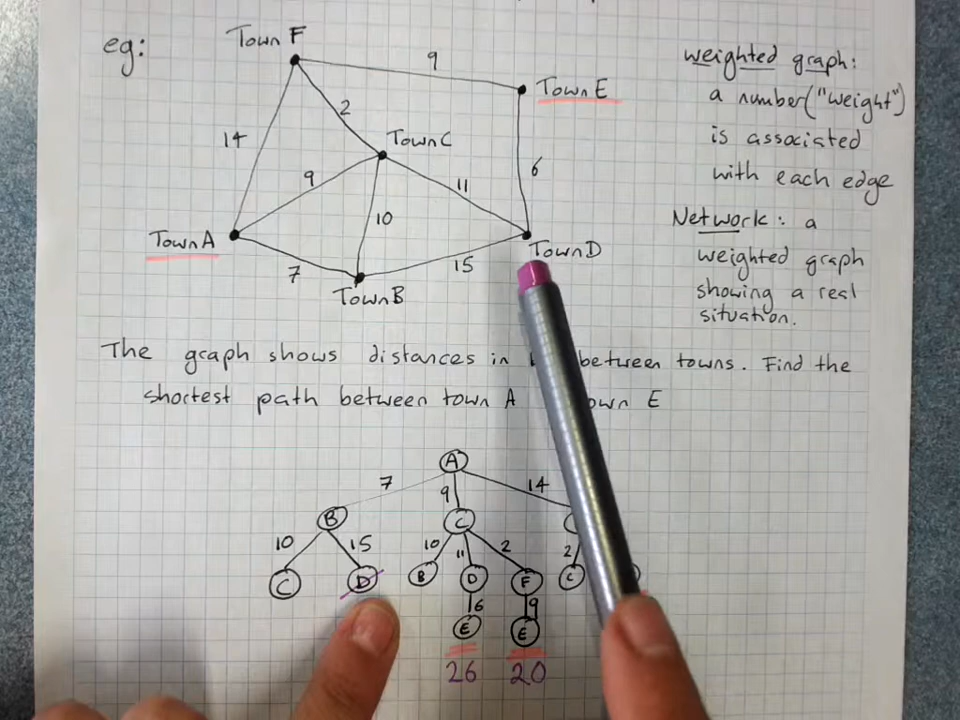 eg:
Town F
9
Town E
2
14
Town C
9
11
6
10
Town A
Town D
7
15
Town B
weighted graph:
a number ("weight")
is associated
with each edge
Network: a
weighted graph
showing a real
situation.
The graph shows distances in between towns. Find the
shortest path between town A own E
A
7
9
14
B
C
10
15
10
11
2
2
C
D
B
D
F
C
6
9
E
E
26
20